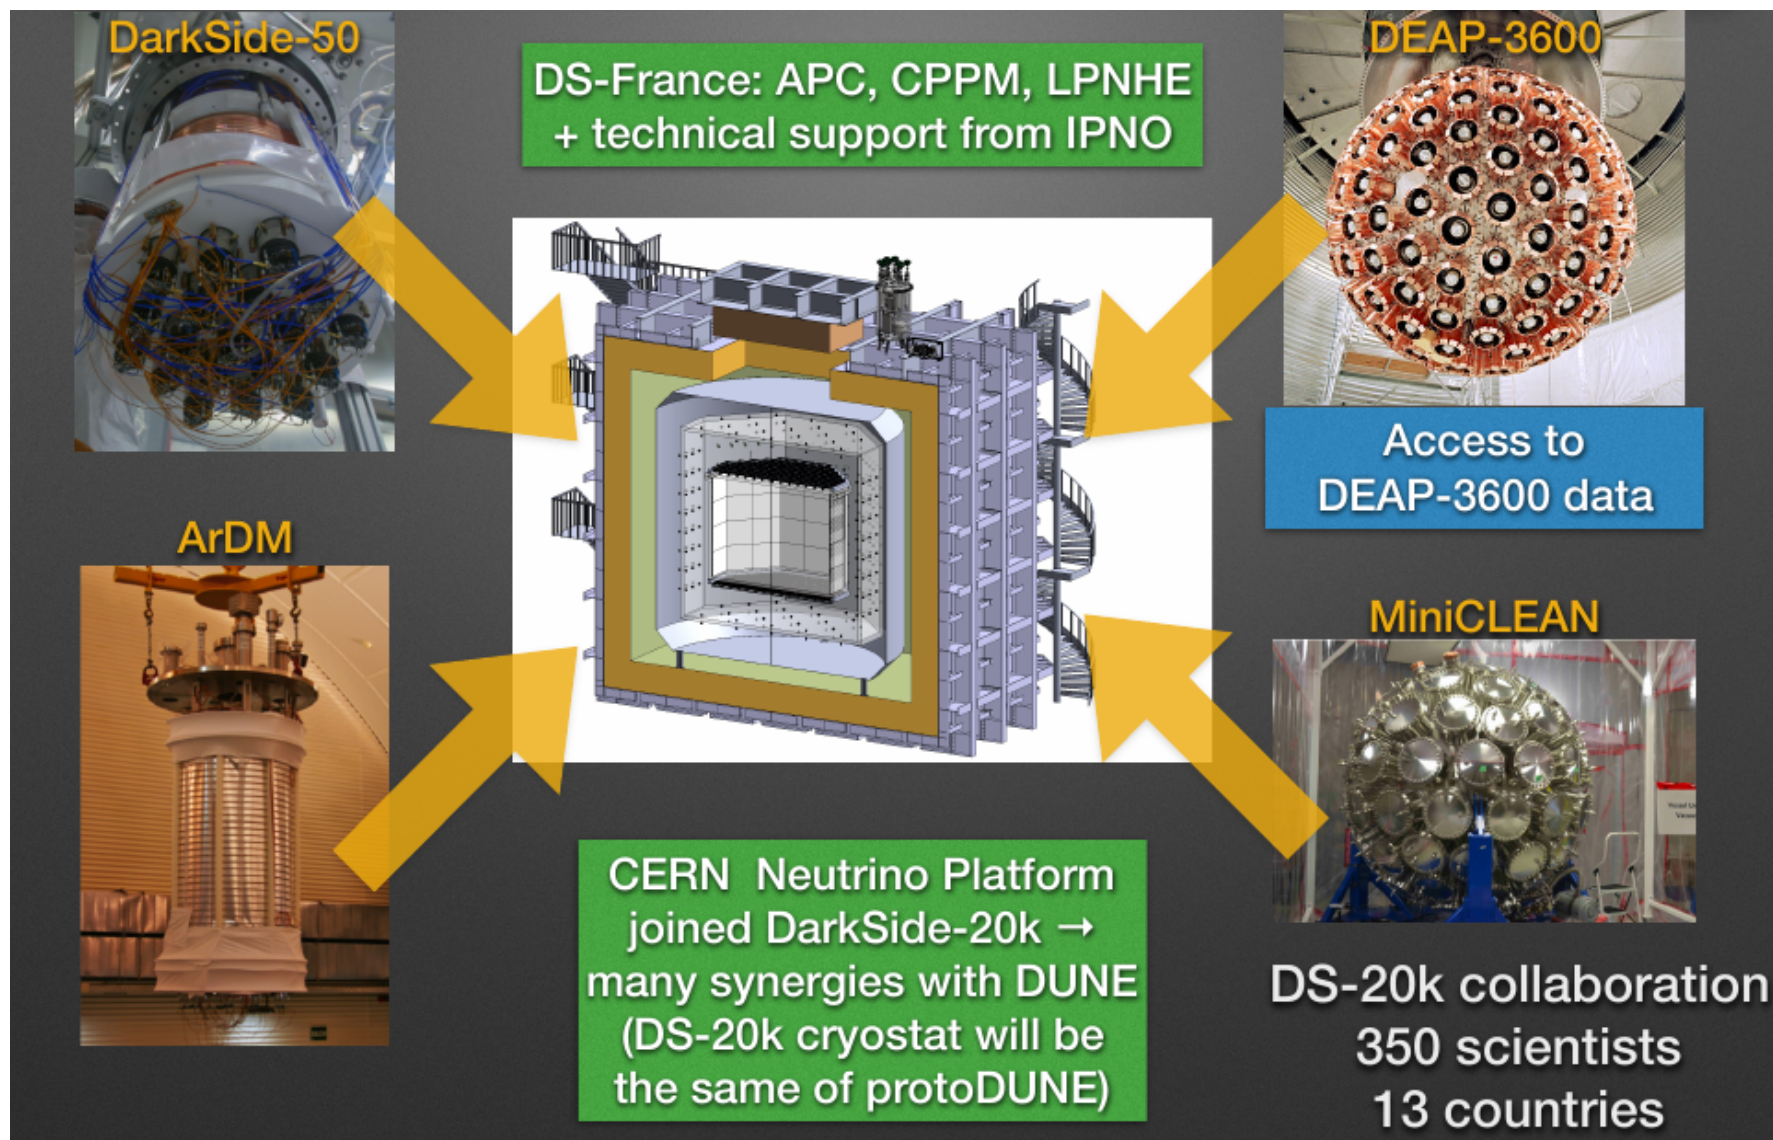 DarkSide-50
DS-France: APC, CPPM, LPNHE
+ technical support from IPNO
DEAP-3600
Access to
DEAP-3600 data
ArDM
MiniCLEAN
CERN  Neutrino Platform
joined DarkSide-20k →
many synergies with DUNE
(DS-20k cryostat will be
the same of protoDUNE)
DS-20k collaboration
350 scientists
13 countries